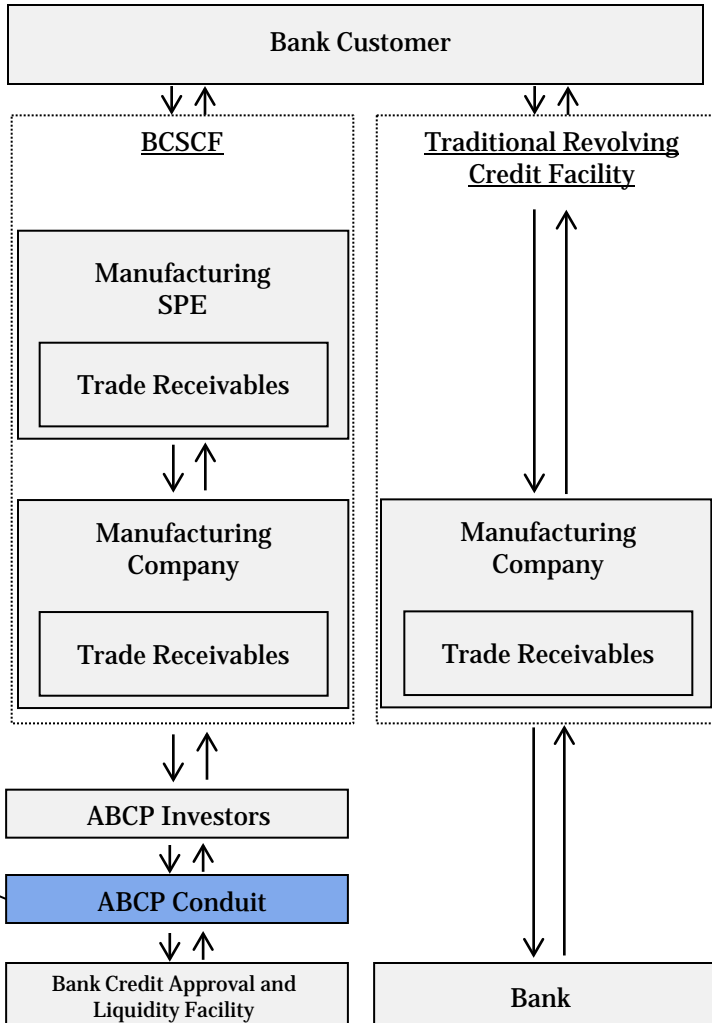 Bank Customer
BCSCF
Manufacturing
SPE
Trade Receivables
Manufacturing
Company
Trade Receivables
ABCP Investors
ABCP Conduit
Bank Credit Approval and
Liquidity Facility
Traditional Revolving
Credit Facility
Manufacturing
Company
Trade Receivables
Bank